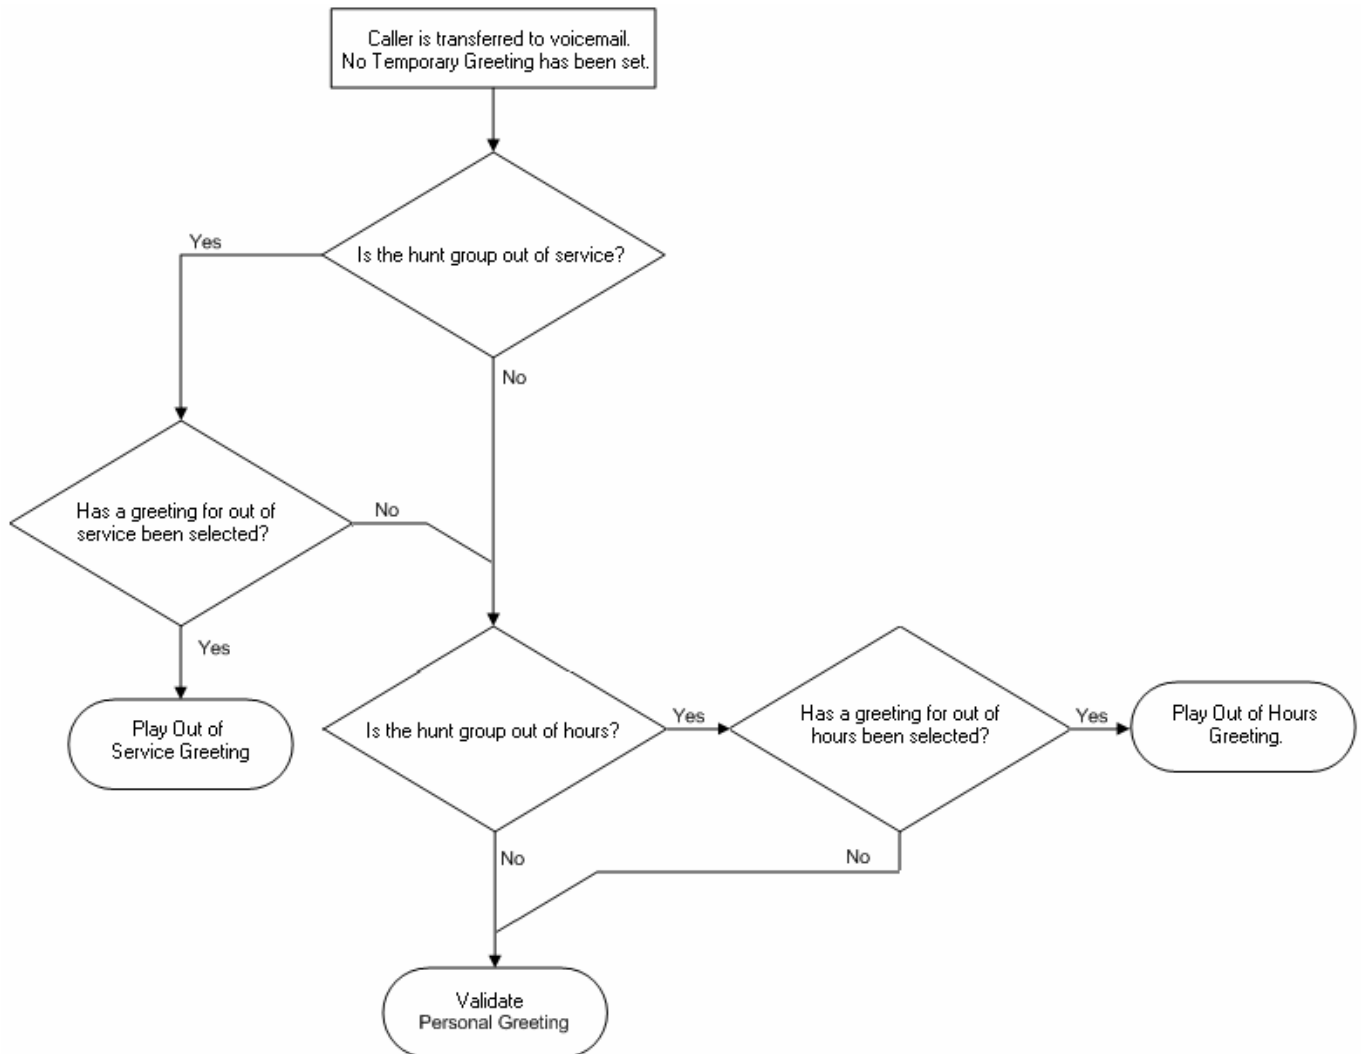 Caller is transferred to voicemail.
No Temporary Greeting has been set.
Is the hunt group out of service?
Yes
No
Has a greeting for out of
service been selected?
No
Yes
Play Out of
Service Greeting
Is the hunt group out of hours?
Yes
Has a greeting for out of
hours been selected?
Yes
Play Out of Hours
Greeting.
No
No
Validate
Personal Greeting